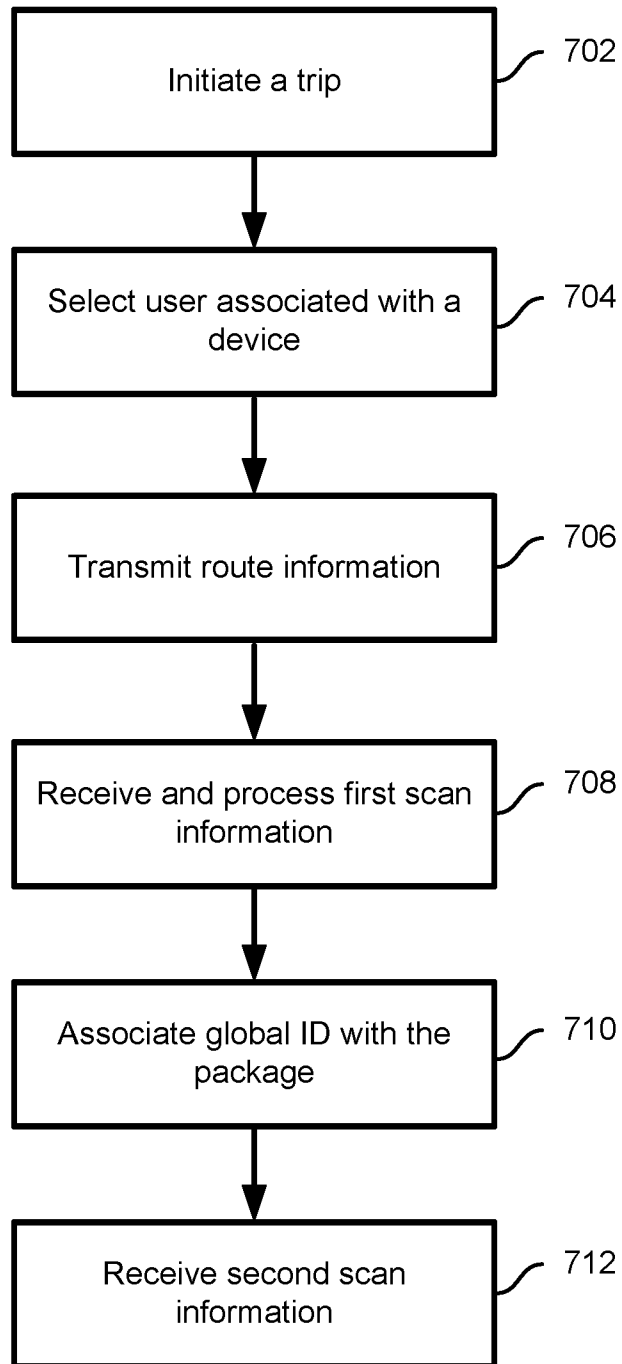 Initiate a trip
702
Select user associated with a
device
704
Transmit route information
706
Receive and process first scan
information
708
Associate global ID with the
package
710
Receive second scan
information
712